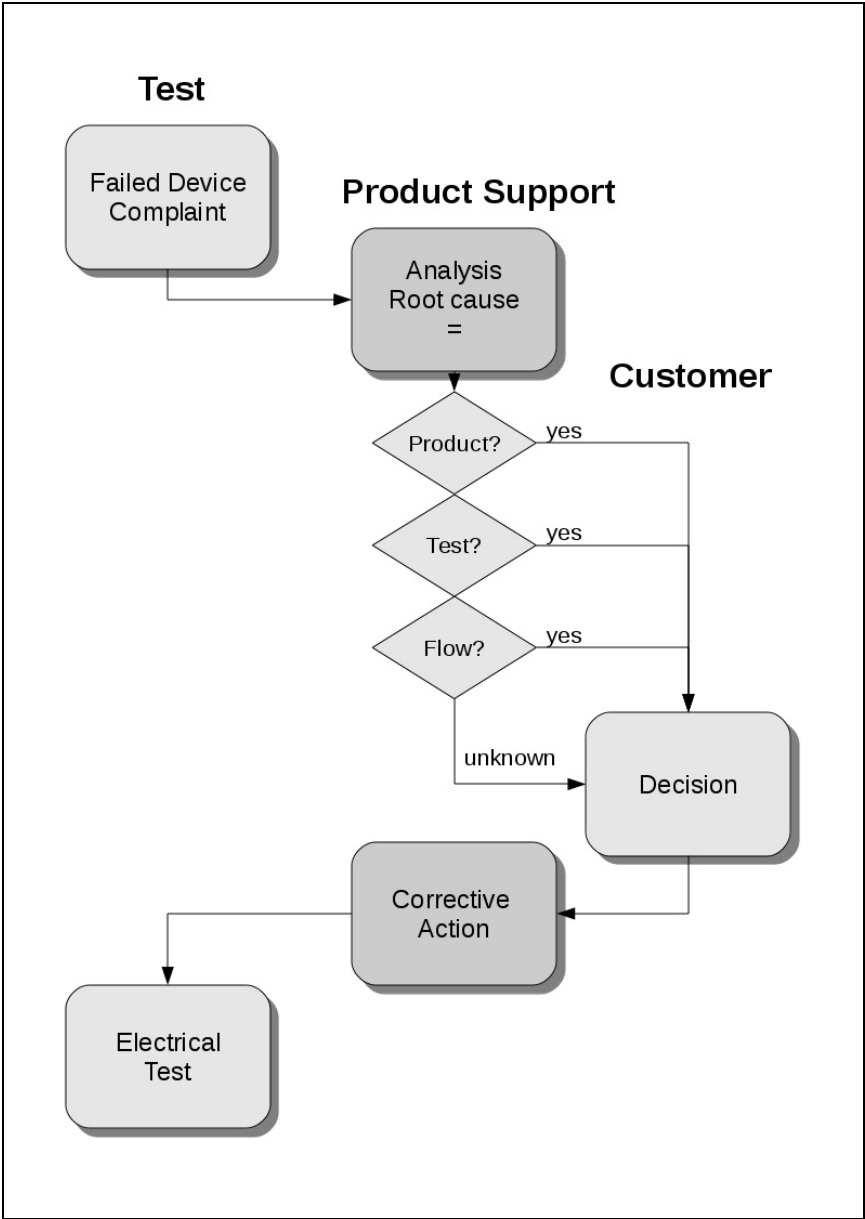 Test
Failed Device
Complaint
Product Support
Analysis
Root cause
=
Customer
Product?
yes
Test?
yes
Flow?
yes
unknown
Decision
Corrective
Action
Electrical
Test